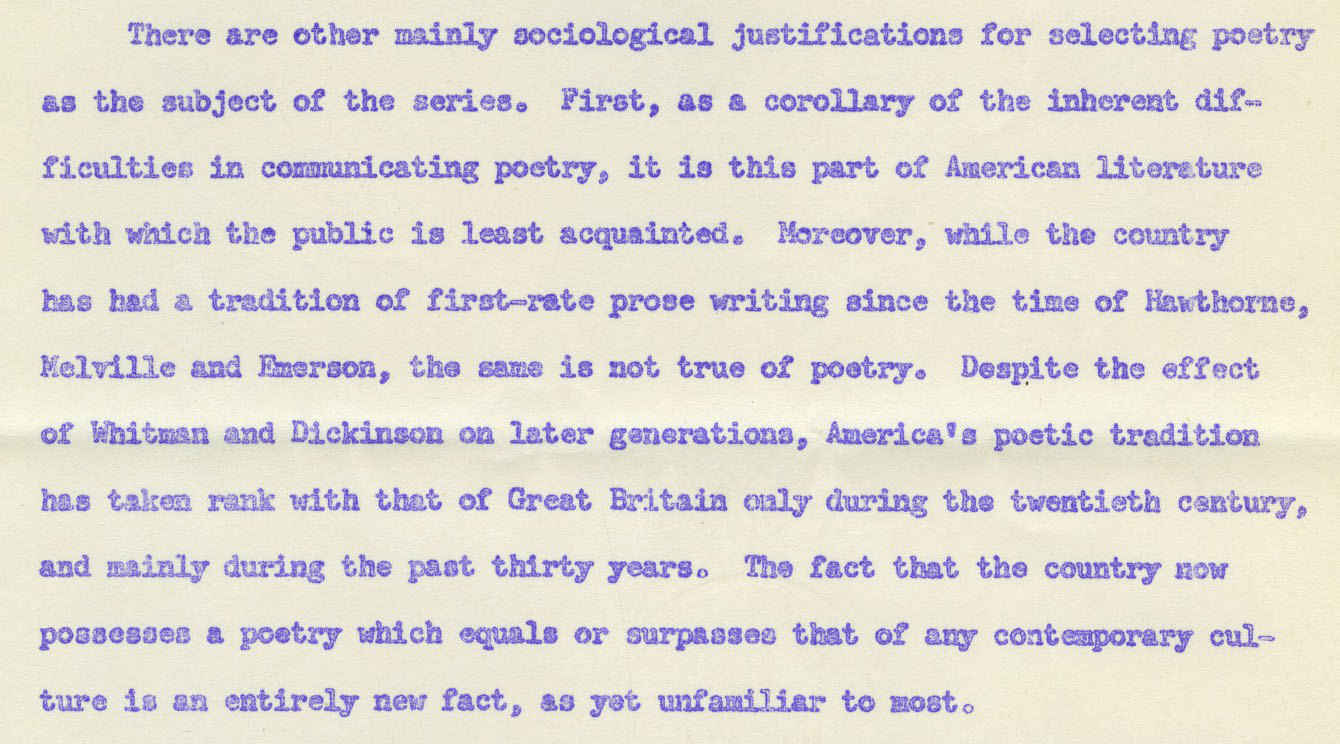 There are other mainly sociological justifications for selecting poetry
as the subject of the series.  First, as a corollary of the inherent dif-
ficulties in communicating poetry, it is this part of American literature
with which the public is least acquainted.  Moreover, while the country
has had a tradition of first-rate prose writing since the time of Hawthorne,
Melville and Emerson, the same is not true of poetry.  Despite the effect
of Whitman and Dickinson on later generations, America's poetic tradition
has taken rank with that of Great Britain only during the twentieth century,
and mainly during the past thirty years.  The fact that the country now
possesses a poetry which equals or surpasses that of any contemporary cul-
ture is an entirely new fact, as yet unfamiliar to most.